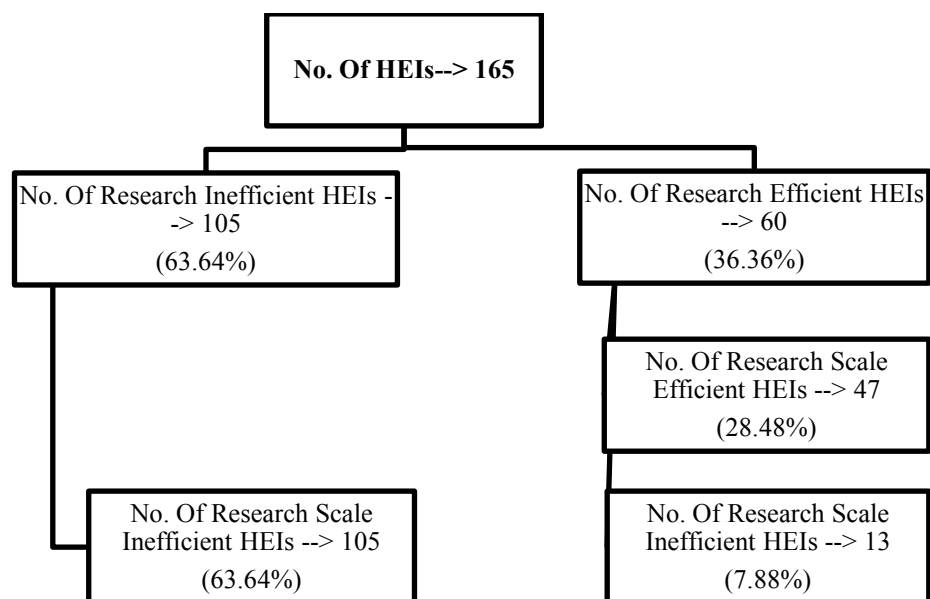 No. Of HEIs--> 165
No. Of Research Inefficient HEIs -
-> 105
(63.64%)
No. Of Research Efficient HEIs
--> 60
(36.36%)
No. Of Research Scale
Efficient HEIs --> 47
(28.48%)
No. Of Research Scale
Inefficient HEIs --> 105
(63.64%)
No. Of Research Scale
Inefficient HEIs --> 13
(7.88%)